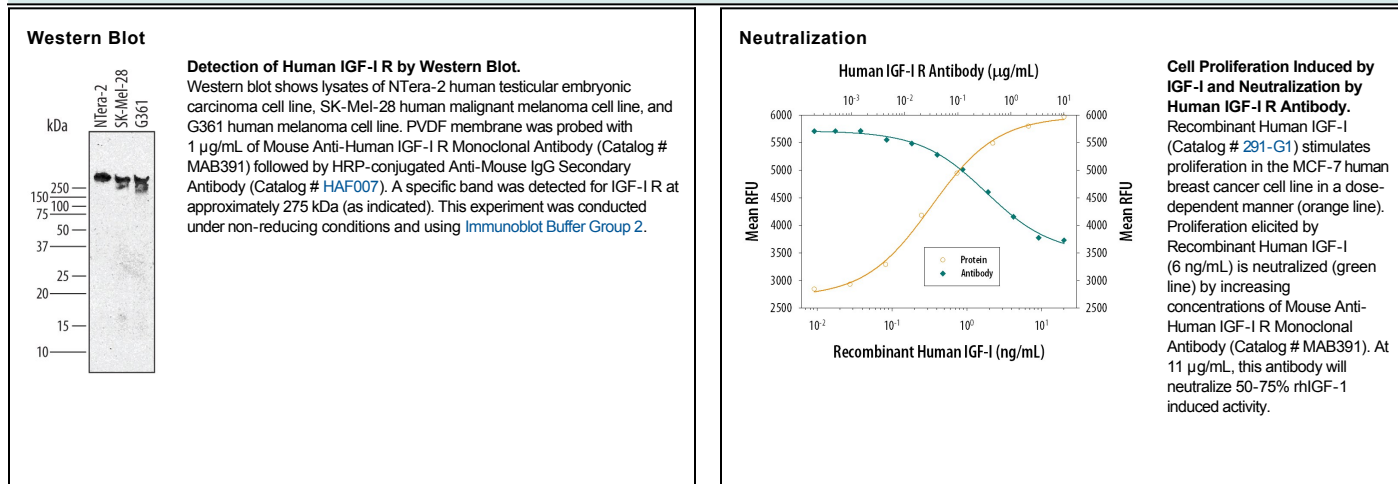 Western Blot
NTera-2
SK-Mel-28
G361
kDa
250
150
100
75
50
37
25
20
15
10
Detection of Human IGF-I R by Western Blot.
Western blot shows lysates of NTera-2 human testicular embryonic
carcinoma cell line, SK-Mel-28 human malignant melanoma cell line, and
G361 human melanoma cell line. PVDF membrane was probed with
1 µg/mL of Mouse Anti-Human IGF-I R Monoclonal Antibody (Catalog #
MAB391) followed by HRP-conjugated Anti-Mouse IgG Secondary
Antibody (Catalog # HAF007). A specific band was detected for IGF-I R at
approximately 275 kDa (as indicated). This experiment was conducted
under non-reducing conditions and using Immunoblot Buffer Group 2.
Neutralization
Human IGF-I R Antibody (µg/mL)
10⁻³ 10⁻² 10⁻¹ 10⁰ 10¹
6000 6000
5500 5500
5000 5000
4500 4500
4000 4000
3500 3500
3000 3000
2500 2500
Mean RFU
Mean RFU
Protein
Antibody
10⁻² 10⁻¹ 10⁰ 10¹
Recombinant Human IGF-I (ng/mL)
Cell Proliferation Induced by
IGF-I and Neutralization by
Human IGF-I R Antibody.
Recombinant Human IGF-I
(Catalog # 291-G1) stimulates
proliferation in the MCF-7 human
breast cancer cell line in a dose-
dependent manner (orange line).
Proliferation elicited by
Recombinant Human IGF-I
(6 ng/mL) is neutralized (green
line) by increasing
concentrations of Mouse Anti-
Human IGF-I R Monoclonal
Antibody (Catalog # MAB391). At
11 µg/mL, this antibody will
neutralize 50-75% rhIGF-1
induced activity.